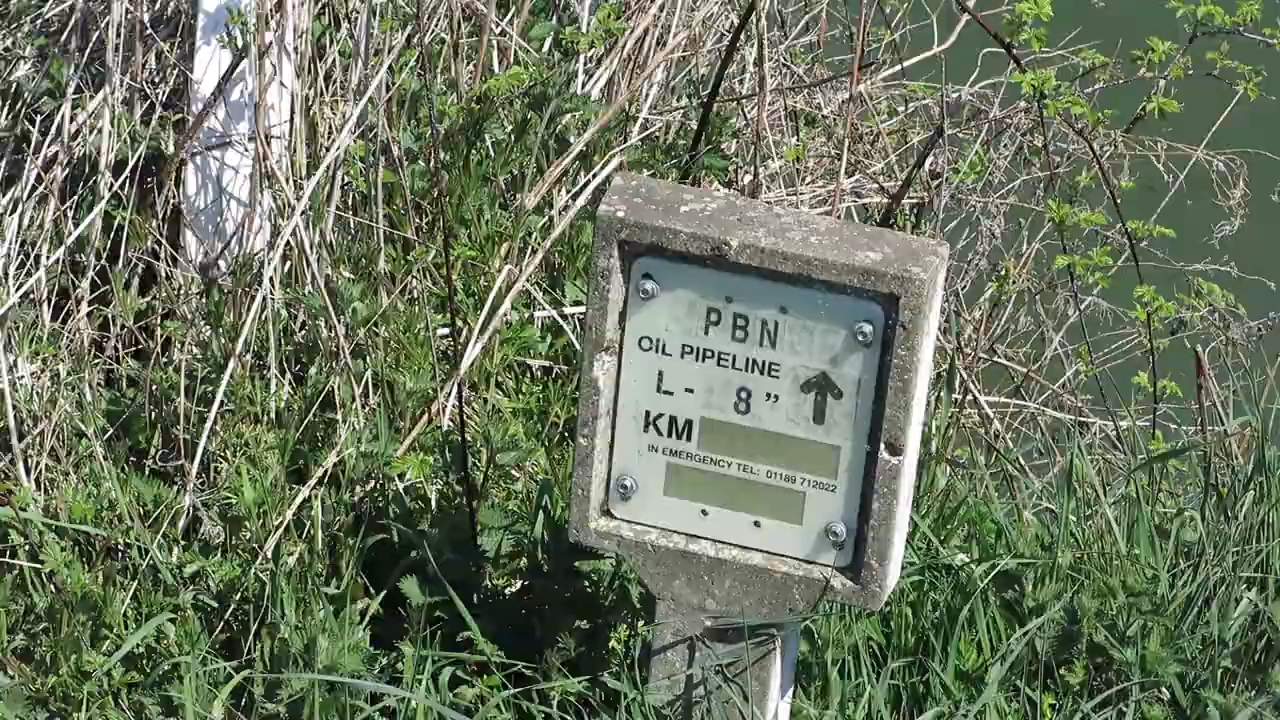 PBN
OIL PIPELINE
L- 8”
KM
IN EMERGENCY TEL: 01189 712022